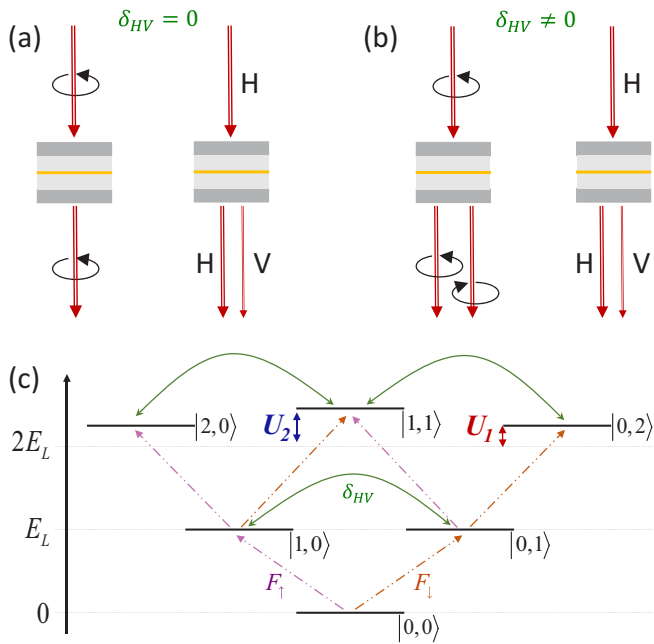 (a)
δ_HV = 0
H
H
V
(b)
δ_HV ≠ 0
H
H
V
(c)
|2,0⟩
U_2
|1,1⟩
U_1
|0,2⟩
2E_L
δ_HV
E_L
|1,0⟩
|0,1⟩
F_↑
F_↓
0
|0,0⟩